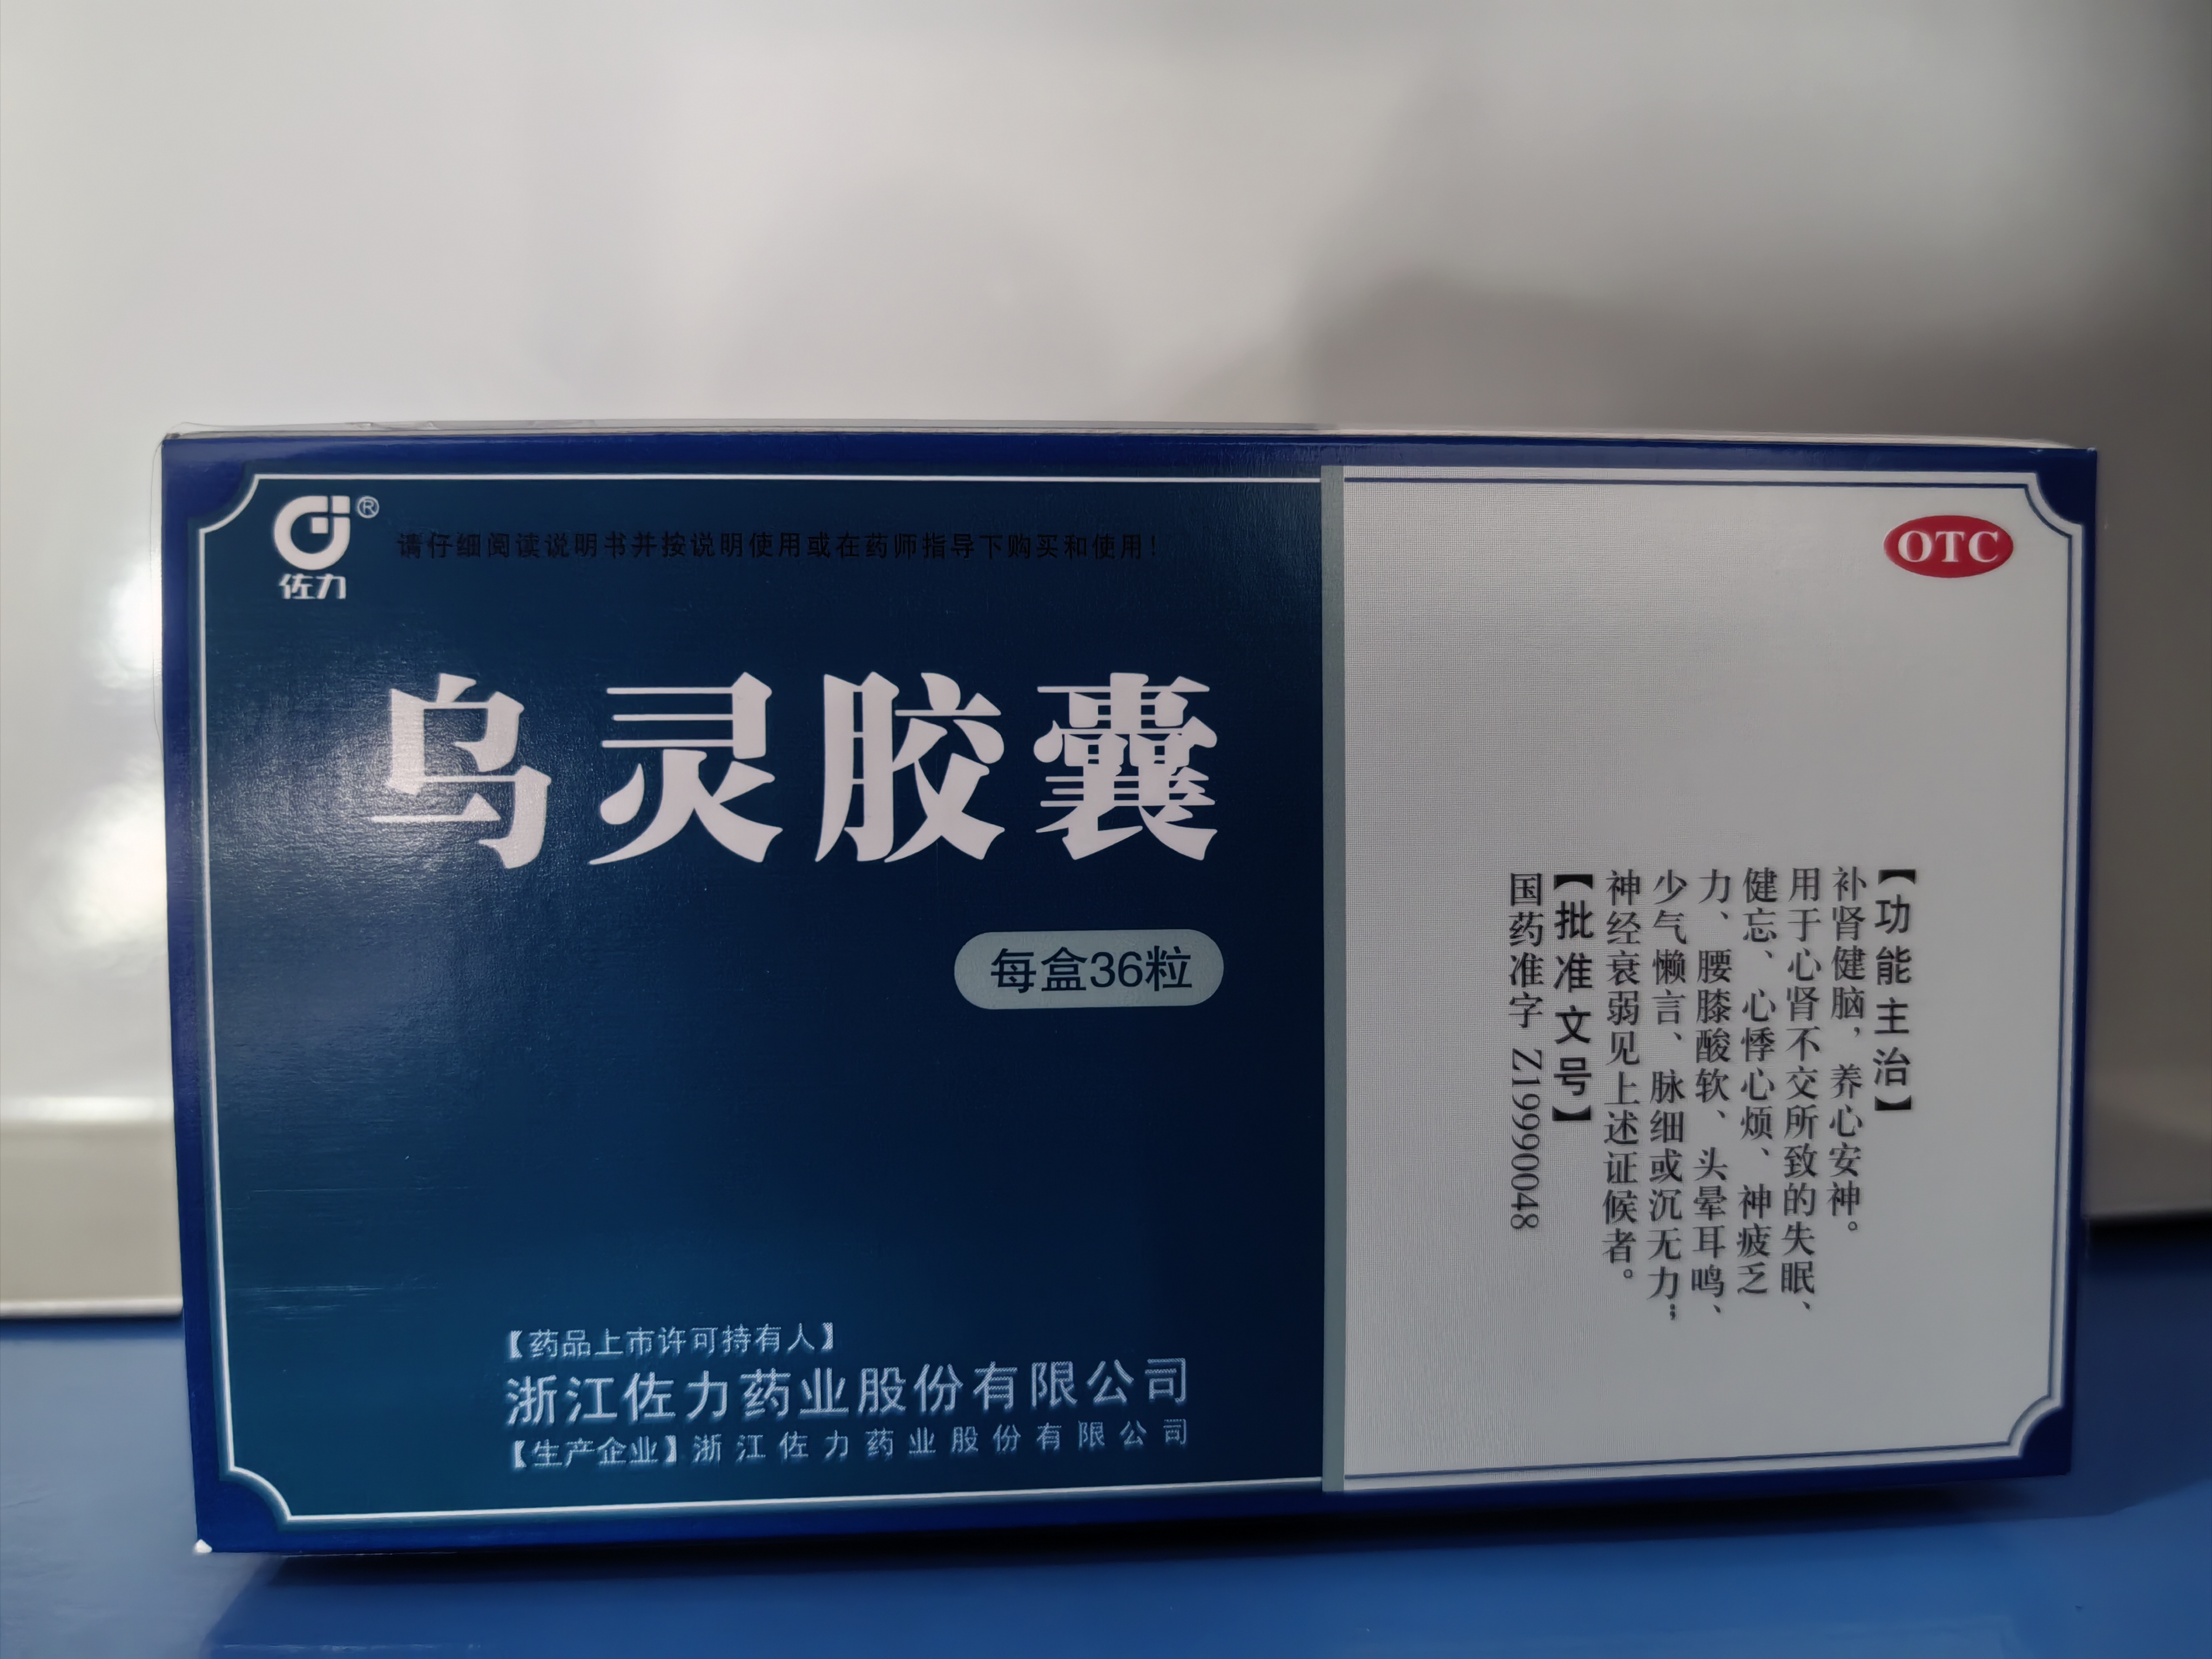 佐力
请仔细阅读说明书并按说明使用或在药师指导下购买和使用！
乌灵胶囊
每盒36粒
【药品上市许可持有人】
浙江佐力药业股份有限公司
【生产企业】浙江佐力药业股份有限公司
OTC
【功能主治】
补肾健脑，养心安神。
用于心肾不交所致的失眠、
健忘、心悸心烦、神疲乏
力、腰膝酸软、头晕耳鸣、
少气懒言、脉细或沉无力；
神经衰弱见上述证候者。
【批准文号】
国药准字 Z19990048